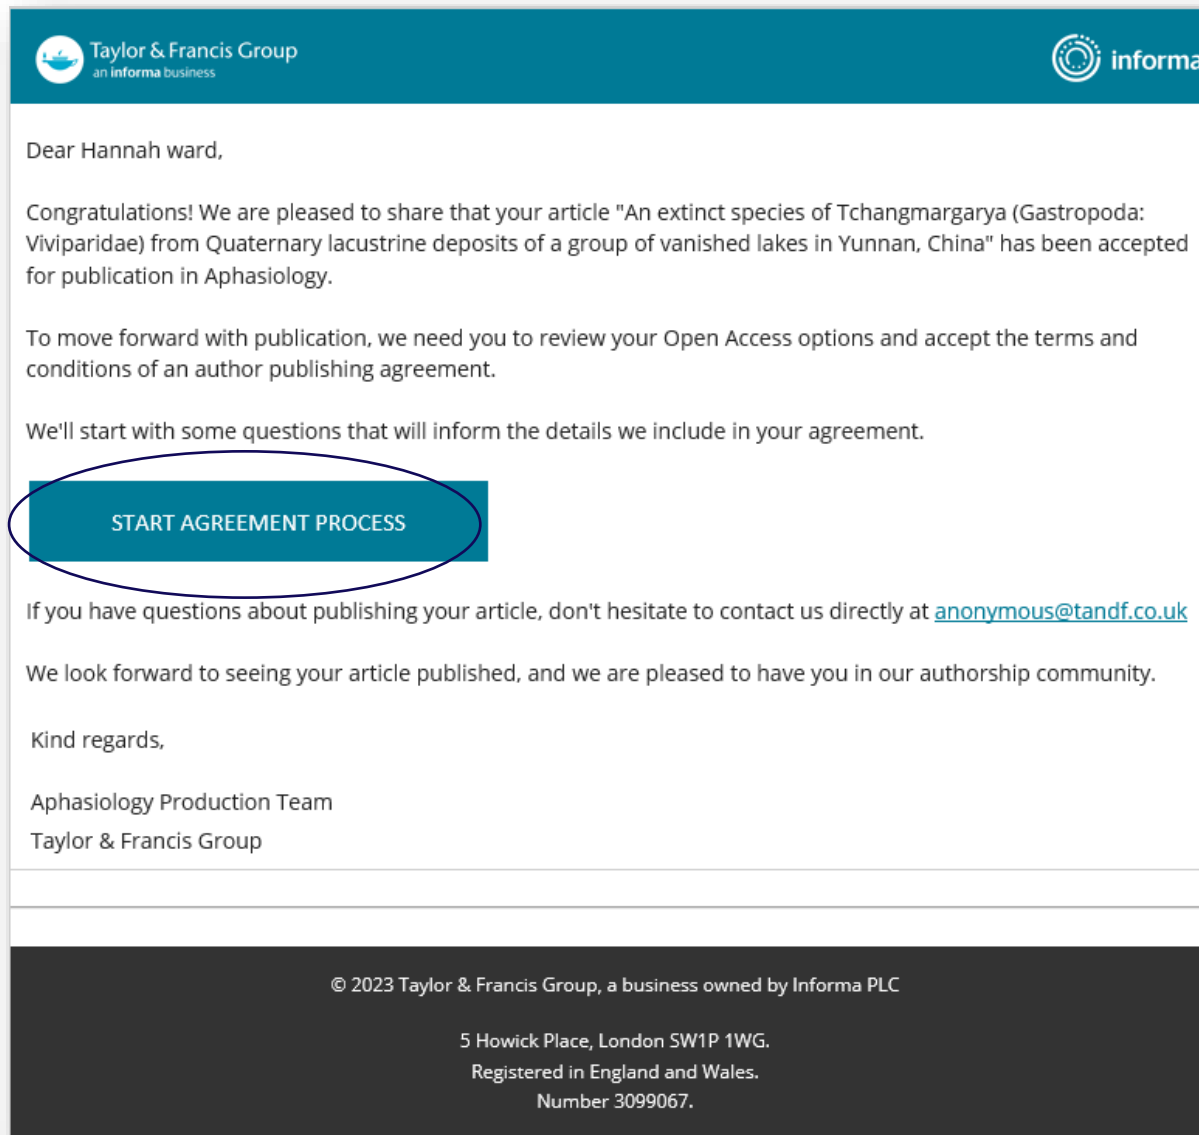 Taylor & Francis Group
an informa business
informa
Dear Hannah ward,
Congratulations! We are pleased to share that your article "An extinct species of Tchangmargarya (Gastropoda:
Viviparidae) from Quaternary lacustrine deposits of a group of vanished lakes in Yunnan, China" has been accepted
for publication in Aphasiology.
To move forward with publication, we need you to review your Open Access options and accept the terms and
conditions of an author publishing agreement.
We'll start with some questions that will inform the details we include in your agreement.
START AGREEMENT PROCESS
If you have questions about publishing your article, don't hesitate to contact us directly at anonymous@tandf.co.uk
We look forward to seeing your article published, and we are pleased to have you in our authorship community.
Kind regards,
Aphasiology Production Team
Taylor & Francis Group
© 2023 Taylor & Francis Group, a business owned by Informa PLC
5 Howick Place, London SW1P 1WG.
Registered in England and Wales.
Number 3099067.